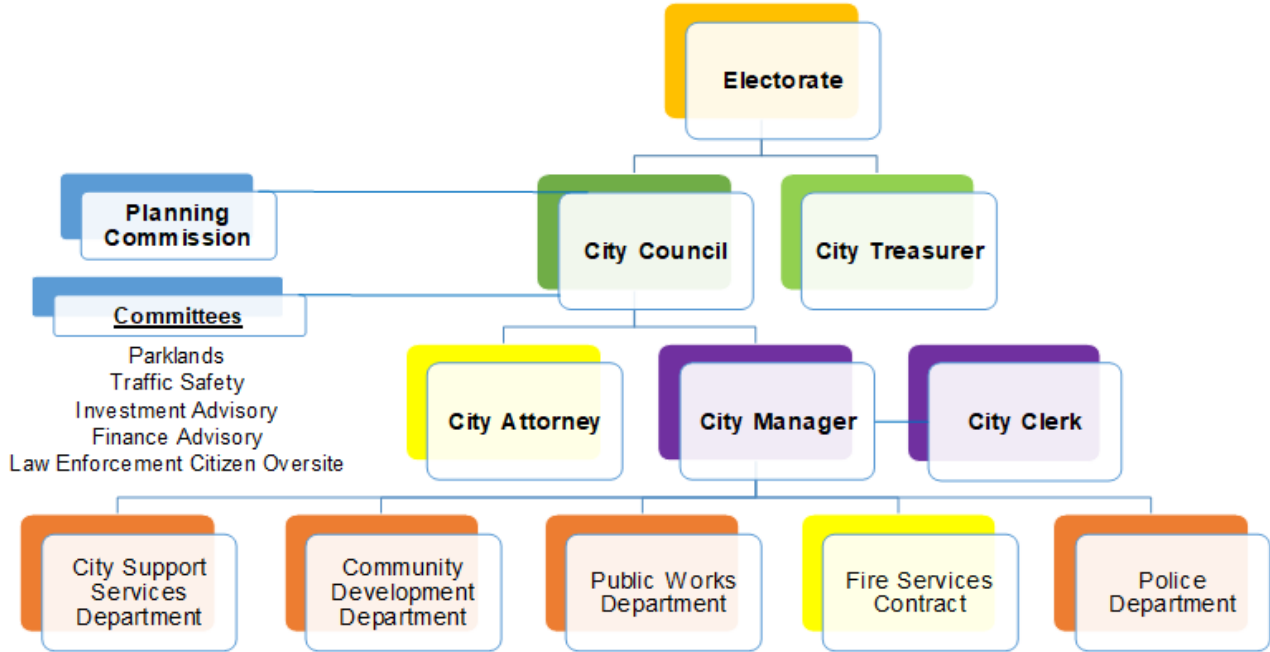 Electorate
Planning
Commission
City Council
City Treasurer
Committees
Parklands
Traffic Safety
Investment Advisory
Finance Advisory
Law Enforcement Citizen Oversite
City Attorney
City Manager
City Clerk
City Support
Services
Department
Community
Development
Department
Public Works
Department
Fire Services
Contract
Police
Department